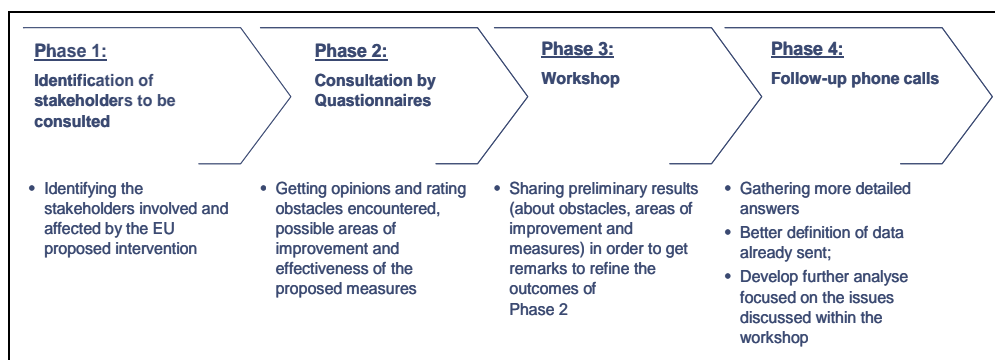 Phase 1:
Identification of
stakeholders to be
consulted
Phase 2:
Consultation by
Quastionnaires
Phase 3:
Workshop
Phase 4:
Follow-up phone calls
• Identifying the
stakeholders involved and
affected by the EU
proposed intervention
• Getting opinions and rating
obstacles encountered,
possible areas of
improvement and
effectiveness of the
proposed measures
• Sharing preliminary results
(about obstacles, areas of
improvement and
measures) in order to get
remarks to refine the
outcomes of
Phase 2
• Gathering more detailed
answers
• Better definition of data
already sent;
• Develop further analyse
focused on the issues
discussed within the
workshop